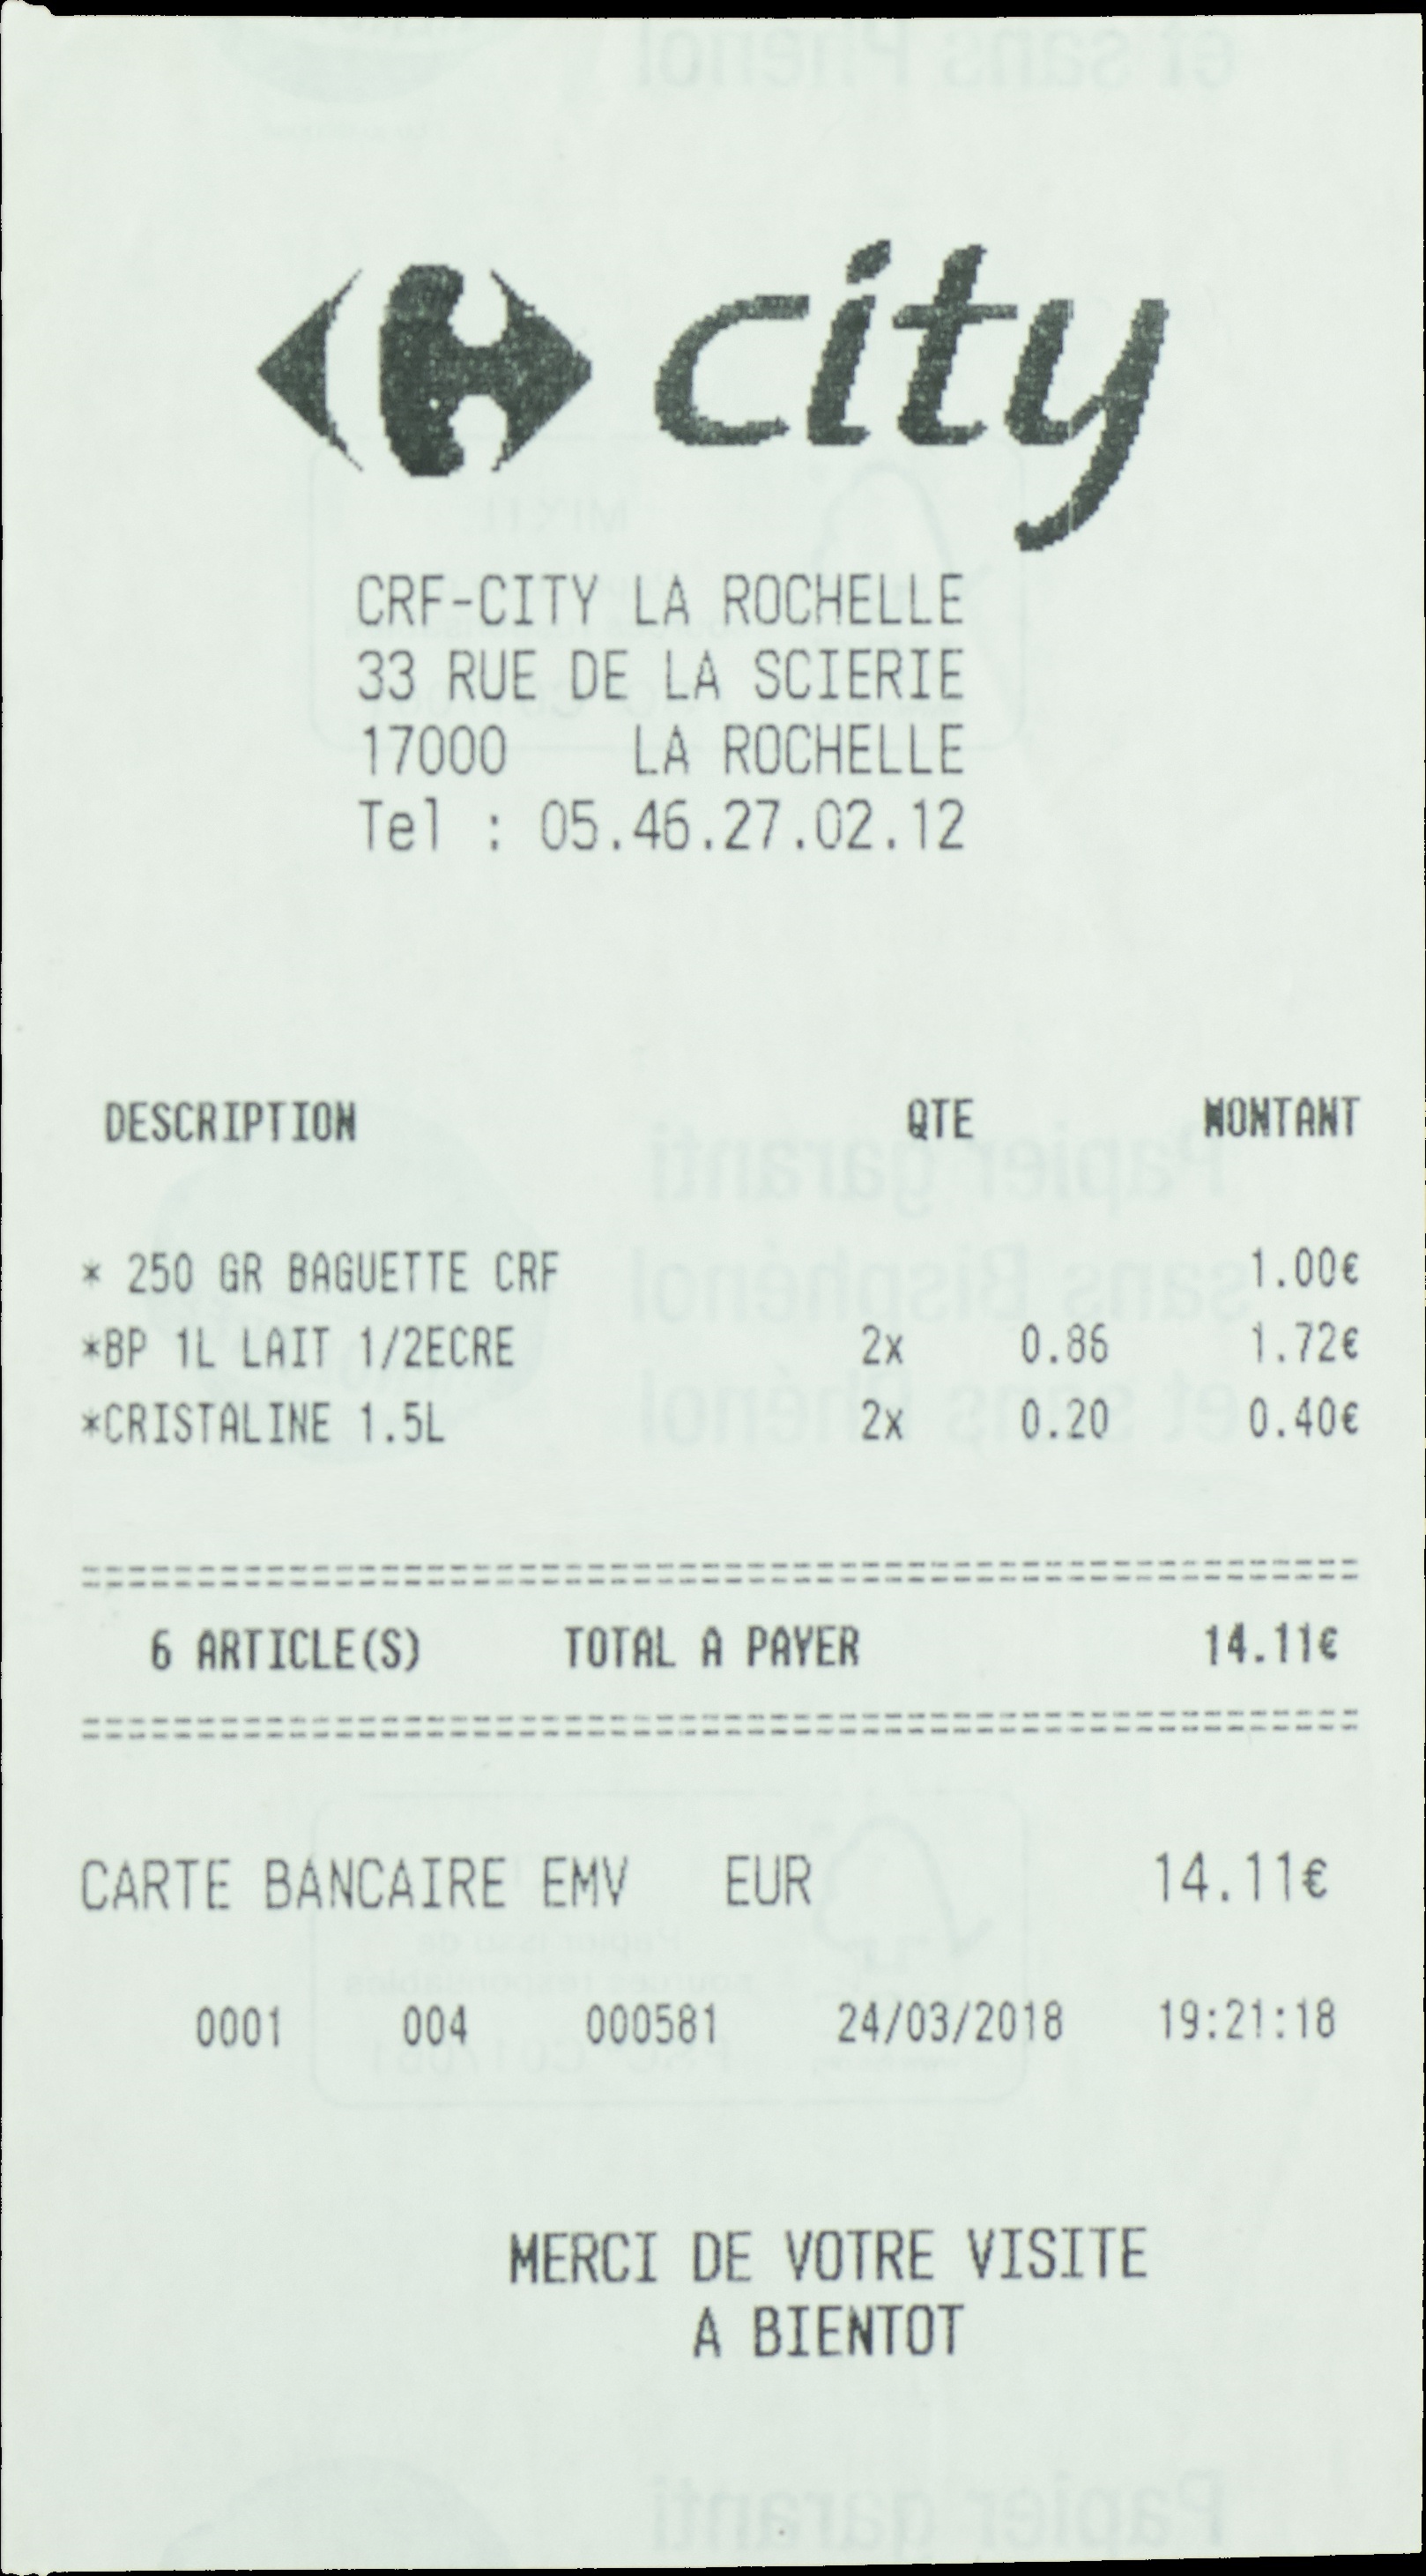 city
CRF-CITY LA ROCHELLE
33 RUE DE LA SCIERIE
17000 LA ROCHELLE
Tel : 05.46.27.02.12
DESCRIPTION QTE MONTANT
* 250 GR BAGUETTE CRF 1.00€
*BP 1L LAIT 1/2ECRE 2x 0.86 1.72€
*CRISTALINE 1.5L 2x 0.20 0.40€
========================================================
6 ARTICLE(S) TOTAL A PAYER 14.11€
========================================================
CARTE BANCAIRE EMV EUR 14.11€
0001 004 000581 24/03/2018 19:21:18
MERCI DE VOTRE VISITE
A BIENTOT